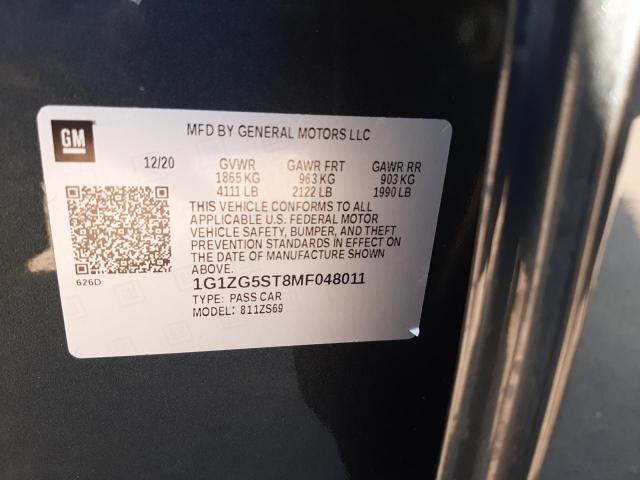 GM
MFD BY GENERAL MOTORS LLC
12/20 GVWR GAWR FRT GAWR RR
1865 KG 963 KG 903 KG
4111 LB 2122 LB 1990 LB
THIS VEHICLE CONFORMS TO ALL
APPLICABLE U.S. FEDERAL MOTOR
VEHICLE SAFETY, BUMPER, AND THEFT
PREVENTION STANDARDS IN EFFECT ON
THE DATE OF MANUFACTURE SHOWN
ABOVE.
626D
1G1ZG5ST8MF048011
TYPE: PASS CAR
MODEL: 811ZS69